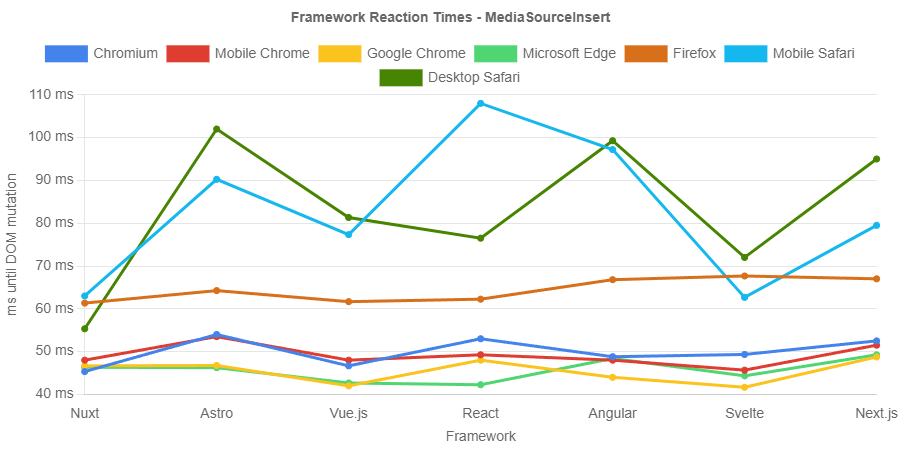 Framework Reaction Times - MediaSourceInsert
Chromium Mobile Chrome Google Chrome Microsoft Edge Firefox Mobile Safari
Desktop Safari
110 ms
100 ms
90 ms
80 ms
70 ms
60 ms
50 ms
40 ms
ms until DOM mutation
Nuxt Astro Vue.js React Angular Svelte Next.js
Framework